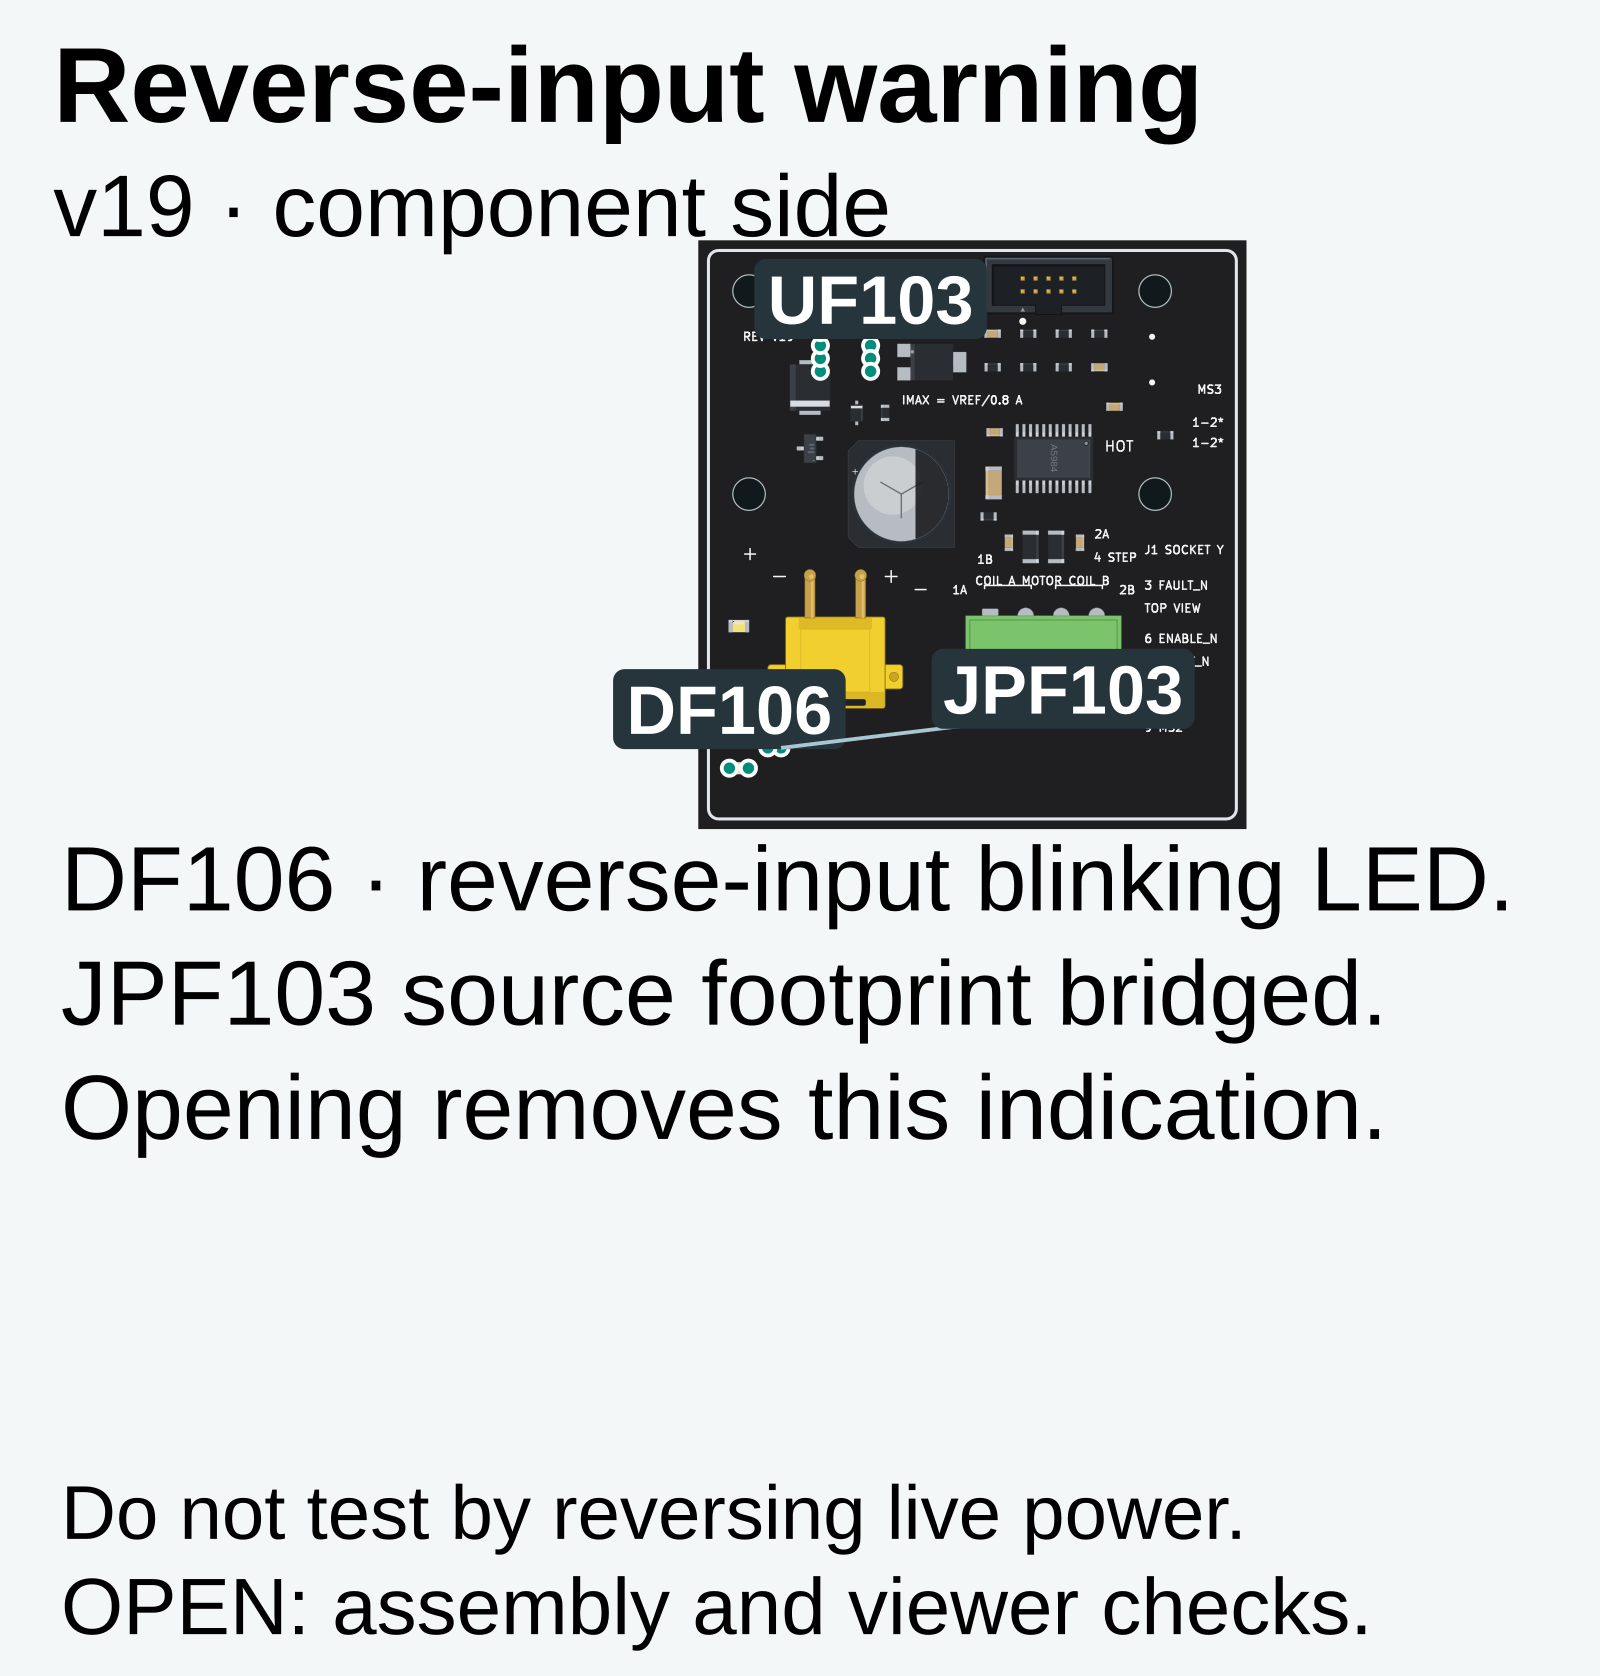 Reverse-input warning
v19 · component side
UF103
IMAX = VREF/0.8 A
MS3
1-2*
1-2*
HOT
A5984
2A
1B
4 STEP
J1 SOCKET Y
COIL A MOTOR COIL B
1A
2B
3 FAULT_N
TOP VIEW
6 ENABLE_N
DF106
JPF103
DF106 · reverse-input blinking LED.
JPF103 source footprint bridged.
Opening removes this indication.
Do not test by reversing live power.
OPEN: assembly and viewer checks.